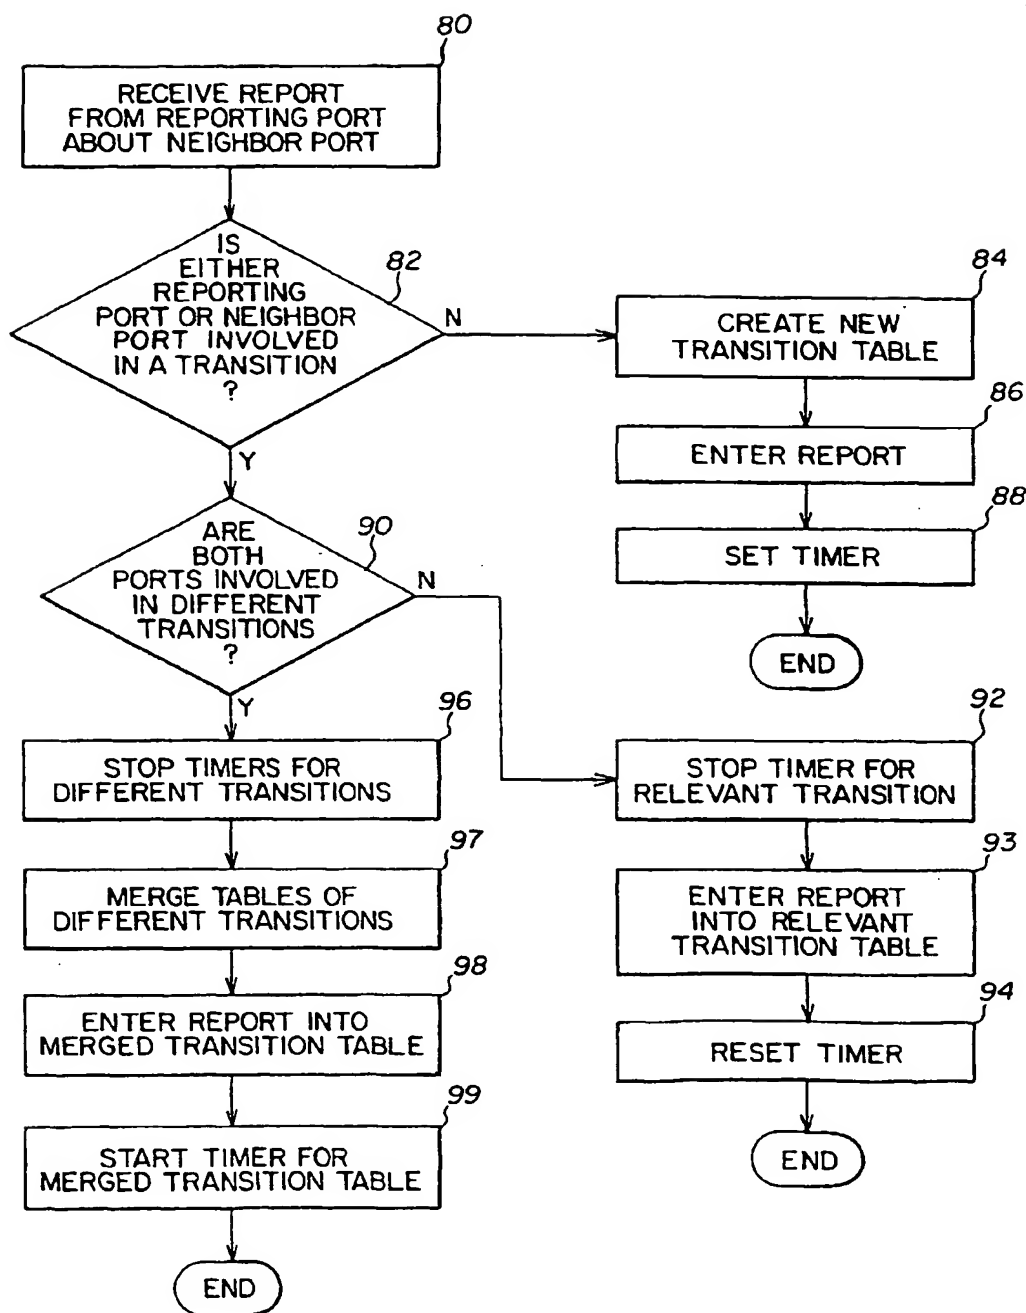 80
RECEIVE REPORT
FROM REPORTING PORT
ABOUT NEIGHBOR PORT
82
IS
EITHER
REPORTING
PORT OR NEIGHBOR
PORT INVOLVED
IN A TRANSITION
?
N
Y
84
CREATE NEW
TRANSITION TABLE
86
ENTER REPORT
88
SET TIMER
END
90
ARE
BOTH
PORTS INVOLVED
IN DIFFERENT
TRANSITIONS
?
N
Y
92
STOP TIMER FOR
RELEVANT TRANSITION
93
ENTER REPORT
INTO RELEVANT
TRANSITION TABLE
94
RESET TIMER
END
96
STOP TIMERS FOR
DIFFERENT TRANSITIONS
97
MERGE TABLES OF
DIFFERENT TRANSITIONS
98
ENTER REPORT INTO
MERGED TRANSITION TABLE
99
START TIMER FOR
MERGED TRANSITION TABLE
END